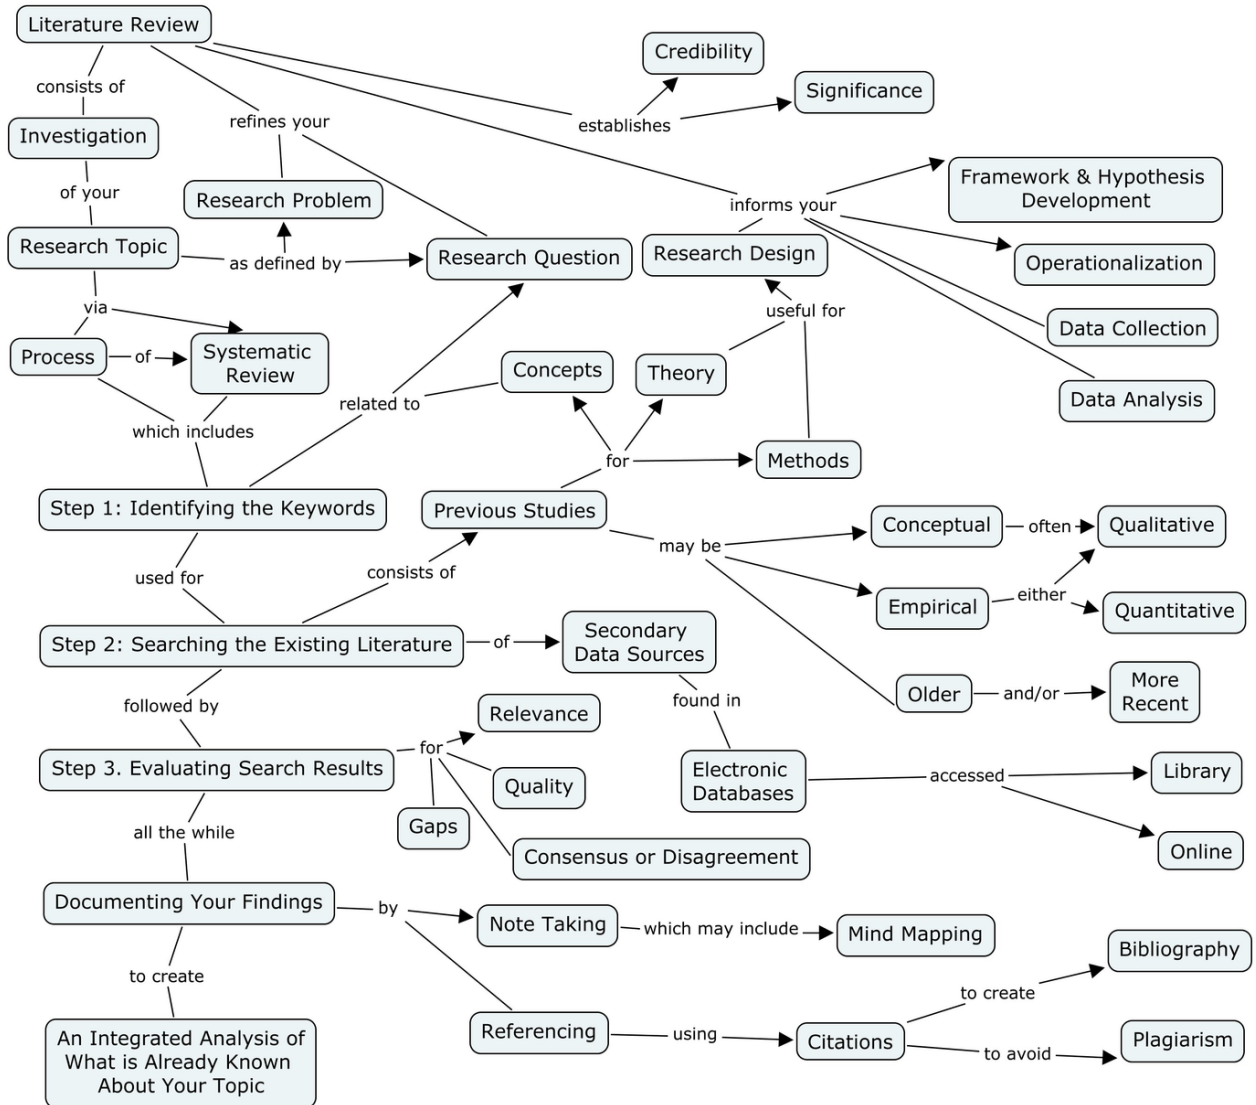 Literature Review
consists of
Investigation
of your
Research Topic
via
Process
of
Systematic
Review
which includes
refines your
Research Problem
as defined by
Research Question
establishes
Credibility
Significance
informs your
Framework & Hypothesis
Development
Operationalization
Data Collection
Data Analysis
Research Design
useful for
Concepts
Theory
related to
for
Methods
Step 1: Identifying the Keywords
used for
Previous Studies
consists of
may be
Conceptual
often
Qualitative
Empirical
either
Quantitative
Older
and/or
More
Recent
Step 2: Searching the Existing Literature
of
Secondary
Data Sources
found in
Electronic
Databases
accessed
Library
Online
followed by
Step 3. Evaluating Search Results
for
Relevance
Quality
Gaps
Consensus or Disagreement
all the while
Documenting Your Findings
by
Note Taking
which may include
Mind Mapping
Referencing
using
Citations
to create
Bibliography
to avoid
Plagiarism
to create
An Integrated Analysis of
What is Already Known
About Your Topic